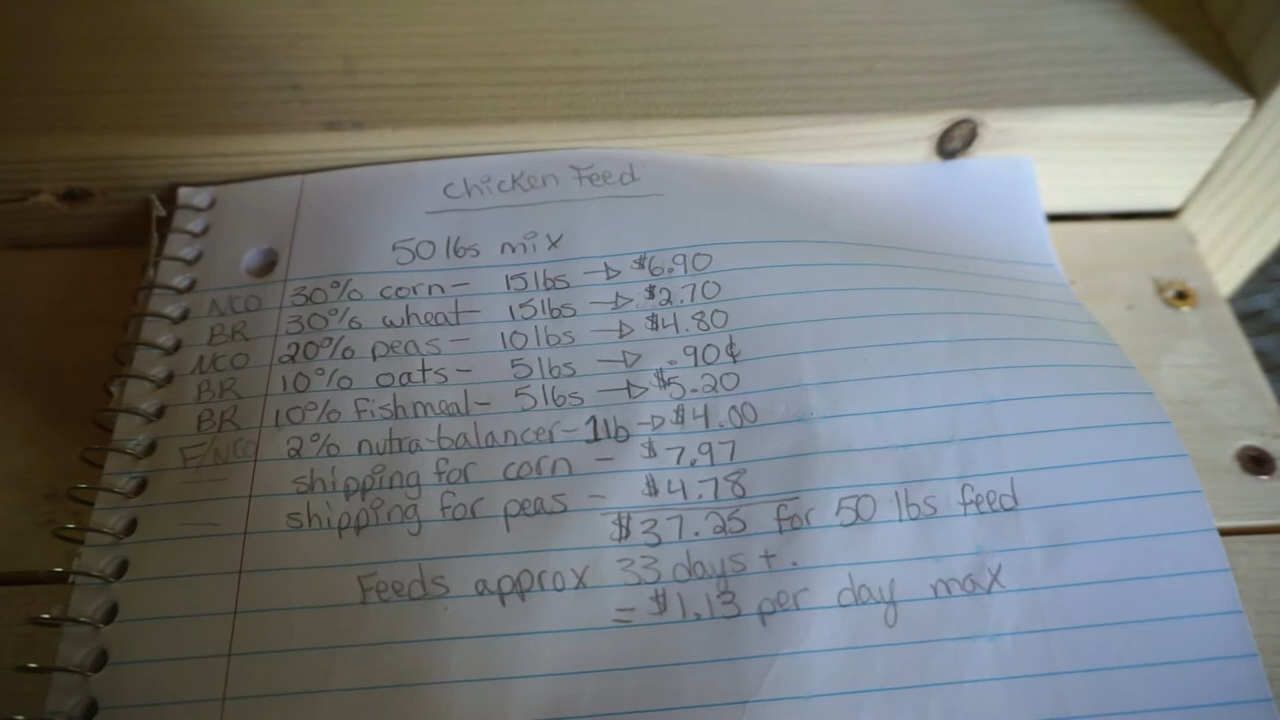 Chicken Feed
50 lbs mix
NCO 30% corn - 15lbs → $6.90
BR 30% wheat - 15lbs → $2.70
NCO 20% peas - 10lbs → $4.80
BR 10% oats - 5lbs → .90¢
BR 10% fishmeal - 5lbs → $5.20
F/NCO 2% nutra-balancer - 1lb → $4.00
shipping for corn - $7.97
— shipping for peas - $4.78
$37.25 for 50 lbs feed
Feeds approx 33 days +.
= $1.13 per day max